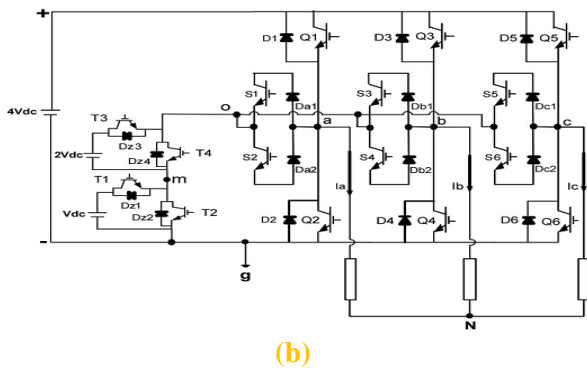 + D1 Q1 D3 Q3 D5 Q5
4Vdc
S1 Da1 S3 Db1 S5 Dc1
T3 o a b c
Dz3
2Vdc Dz4 T4 S2 Da2 S4 Db2 S6 Dc2
T1 m
Dz1 Ia Ib Ic
Vdc Dz2 T2 D2 Q2 D4 Q4 D6 Q6
-
g
N
(b)